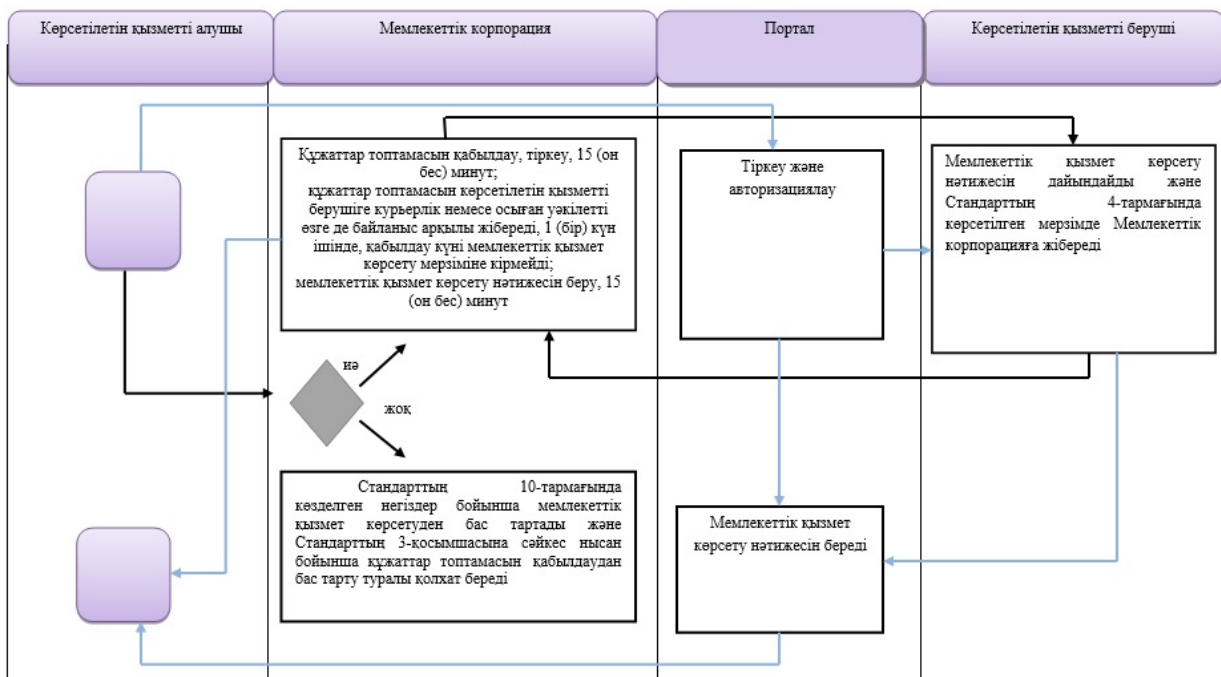 Көрсетілетін қызметті алушы
Мемлекеттік корпорация
Портал
Көрсетілетін қызметті беруші
Құжаттар топтамасын қабылдау, тіркеу, 15 (он
бес) минут;
құжаттар топтамасын көрсетілетін қызметті
берушіге курьерлік немесе осыған уәкілетті
өзге де байланыс арқылы жібереді, 1 (бір) күн
ішінде, қабылдау күні мемлекеттік қызмет
көрсету мерзіміне кірмейді;
мемлекеттік қызмет көрсету нәтижесін беру, 15
(он бес) минут
Тіркеу және
авторизациялау
Мемлекеттік қызмет көрсету
нәтижесін дайындайды және
Стандарттың 4-тармағында
көрсетілген мерзімде Мемлекеттік
корпорацияға жібереді
иә
жоқ
Стандарттың 10-тармағында
көзделген негіздер бойынша мемлекеттік
қызмет көрсетуден бас тартады және
Стандарттың 3-қосымшасына сәйкес нысан
бойынша құжаттар топтамасын қабылдаудан
бас тарту туралы қолхат береді
Мемлекеттік қызмет
көрсету нәтижесін береді